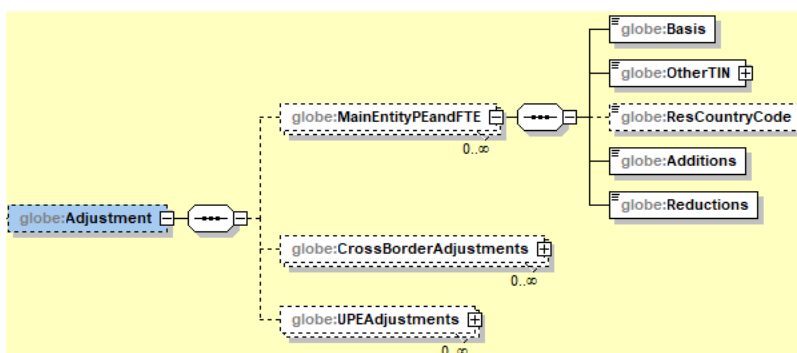 globe:Basis
globe:OtherTIN
globe:MainEntityPEandFTE
globe:ResCountryCode
0..∞
globe:Additions
globe:Reductions
globe:Adjustment
globe:CrossBorderAdjustments
0..∞
globe:UPEAdjustments
0..∞